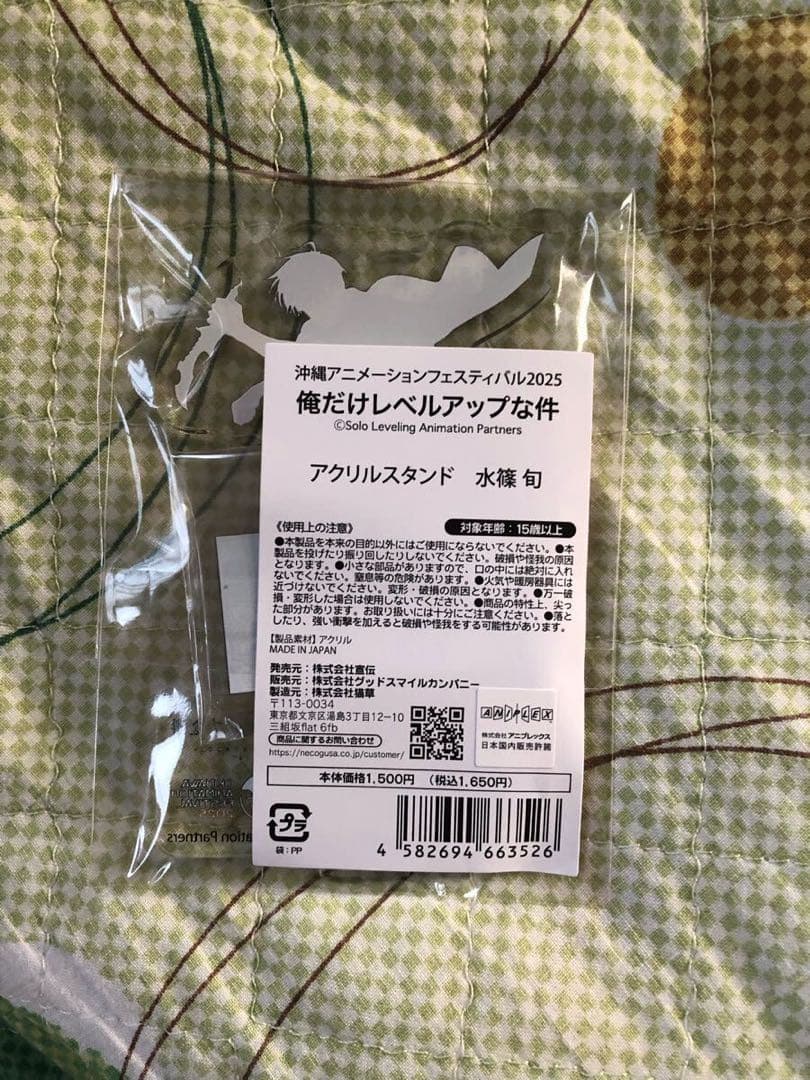 沖縄アニメーションフェスティバル2025
俺だけレベルアップな件
©Solo Leveling Animation Partners
アクリルスタンド 水篠 旬
《使用上の注意》
対象年齢：15歳以上
●本製品を本来の目的以外にはご使用にならないでください。●本
製品を投げたり振り回したりしないでください。破損や怪我の原因
となります。●小さな部品がありますので、口の中には絶対に入れ
ないでください。窒息等の危険があります。●火気や暖房器具には
近づけないでください。変形・破損の原因となります。●万一破
損・変形した場合は使用しないでください。●商品の特性上、尖っ
た部分があります。お取り扱いには十分にご注意ください。●落と
したり、強い衝撃を加えると破損や怪我をする可能性があります。
【製品素材】アクリル
MADE IN JAPAN
発売元：株式会社宣伝
販売元：株式会社グッドスマイルカンパニー
製造元：株式会社猫草
〒113-0034
東京都文京区湯島3丁目12-10
三組坂flat 6fb
商品に関するお問い合わせ
https://necogusa.co.jp/customer/
ANIPLEX
株式会社 アニプレックス
日本国内販売許諾
本体価格1,500円 （税込1,650円）
プラ
袋：PP
4 582694 663526
OKINAWA
ANIMATION
FESTIVAL
2025
ation Partners